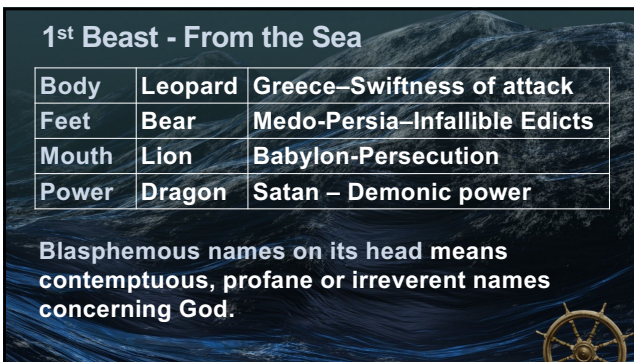 1st Beast - From the Sea
Body Leopard Greece–Swiftness of attack
Feet Bear Medo-Persia–Infallible Edicts
Mouth Lion Babylon-Persecution
Power Dragon Satan – Demonic power
Blasphemous names on its head means
contemptuous, profane or irreverent names
concerning God.